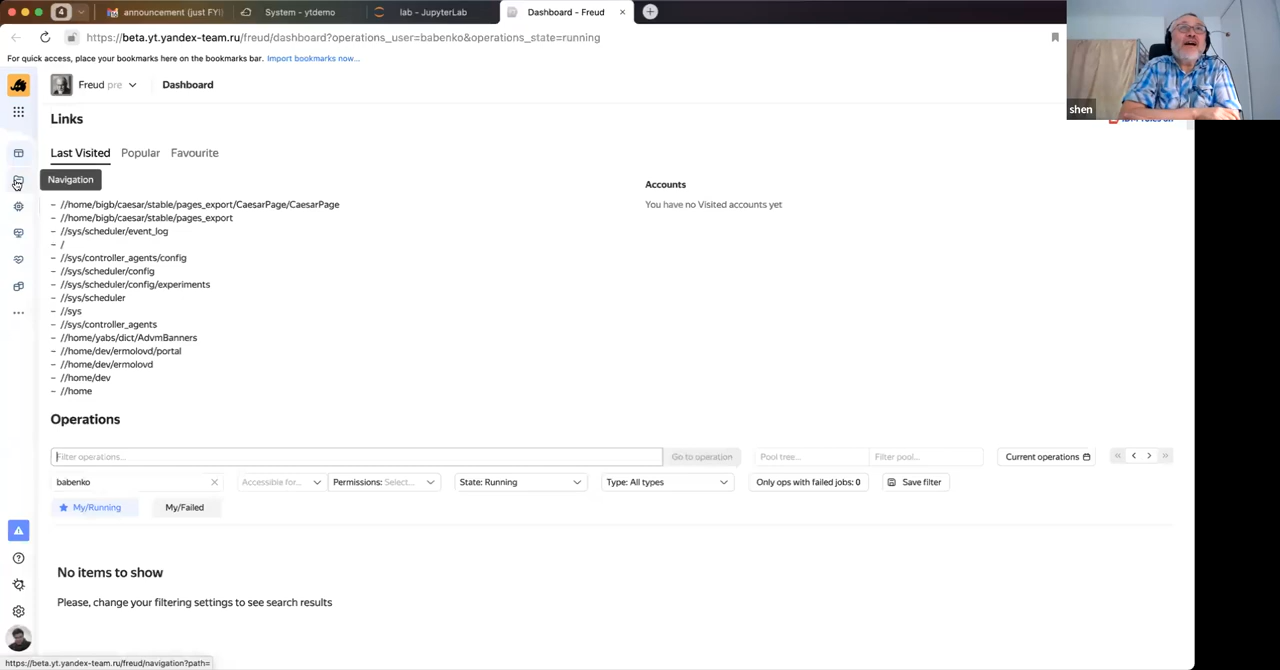 4
announcement (just FYI
System - ytdemo
lab - JupyterLab
Dashboard - Freud
https://beta.yt.yandex-team.ru/freud/dashboard?operations_user=babenko&operations_state=running
For quick access, place your bookmarks here on the bookmarks bar. Import bookmarks now...
Freud pre
Dashboard
shen
Links
Last Visited Popular Favourite
Navigation
Accounts
You have no Visited accounts yet
– //home/bigb/caesar/stable/pages_export/CaesarPage/CaesarPage
– //home/bigb/caesar/stable/pages_export
– //sys/scheduler/event_log
– /
– //sys/controller_agents/config
– //sys/scheduler/config
– //sys/scheduler/config/experiments
– //sys/scheduler
– //sys
– //sys/controller_agents
– //home/yabs/dict/AdvmBanners
– //home/dev/ermolovd/portal
– //home/dev/ermolovd
– //home/dev
– //home
Operations
Filter operations... Go to operation Pool tree... Filter pool... Current operations
babenko Accessible for... Permissions: Select... State: Running Type: All types Only ops with failed jobs: 0 Save filter
My/Running My/Failed
No items to show
Please, change your filtering settings to see search results
https://beta.yt.yandex-team.ru/freud/navigation?path=